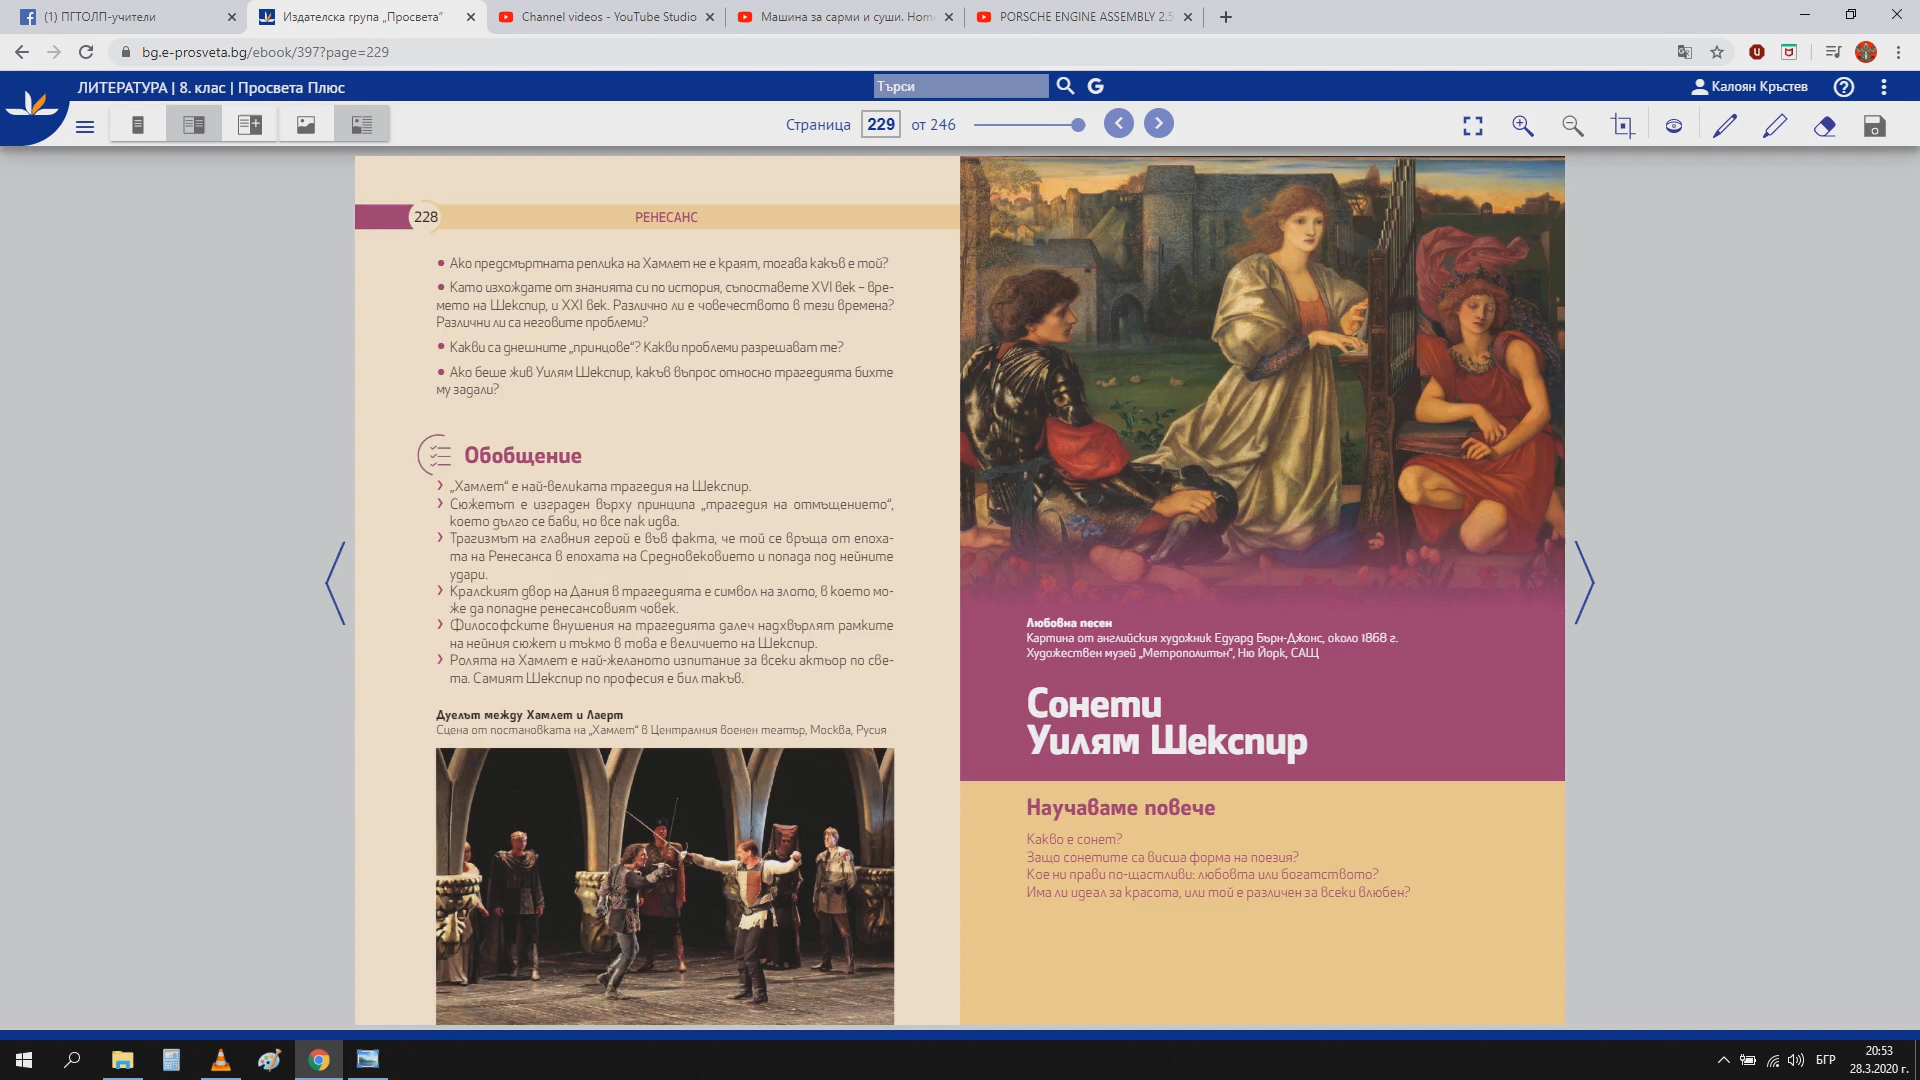 (1) ПГТОЛП-учители
Издателска група „Просвета“
Channel videos - YouTube Studio
Машина за сарми и суши. Hom
PORSCHE ENGINE ASSEMBLY 2.5
bg.e-prosveta.bg/ebook/397?page=229
ЛИТЕРАТУРА | 8. клас | Просвета Плюс
Търси
Калоян Кръстев
Страница 229 от 246
228
РЕНЕСАНС
● Ако предсмъртната реплика на Хамлет не е краят, тогава какъв е той?
● Като изхождате от знанията си по история, съпоставете XVI век – вре-
мето на Шекспир, и XXI век. Различно ли е човечеството в тези времена?
Различни ли са неговите проблеми?
● Какви са днешните „принцове“? Какви проблеми разрешават те?
● Ако беше жив Уилям Шекспир, какъв въпрос относно трагедията бихте
му задали?
Обобщение
› „Хамлет“ е най-великата трагедия на Шекспир.
› Сюжетът е изграден върху принципа „трагедия на отмъщението“,
което дълго се бави, но все пак идва.
› Трагизмът на главния герой е във факта, че той се връща от епоха-
та на Ренесанса в епохата на Средновековието и попада под нейните
удари.
› Кралският двор на Дания в трагедията е символ на злото, в което мо-
же да попадне ренесансовият човек.
› Философските внушения на трагедията далеч надхвърлят рамките
на нейния сюжет и тъкмо в това е величието на Шекспир.
› Ролята на Хамлет е най-желаното изпитание за всеки актьор по све-
та. Самият Шекспир по професия е бил такъв.
Дуелът между Хамлет и Лаерт
Сцена от постановката на „Хамлет“ в Централния военен театър, Москва, Русия
Любовна песен
Картина от английския художник Едуард Бърн-Джонс, около 1868 г.
Художествен музей „Метрополитън“, Ню Йорк, САЩ
Сонети
Уилям Шекспир
Научаваме повече
Какво е сонет?
Защо сонетите са висша форма на поезия?
Кое ни прави по-щастливи: любовта или богатството?
Има ли идеал за красота, или той е различен за всеки влюбен?
БГР
20:53
28.3.2020 г.